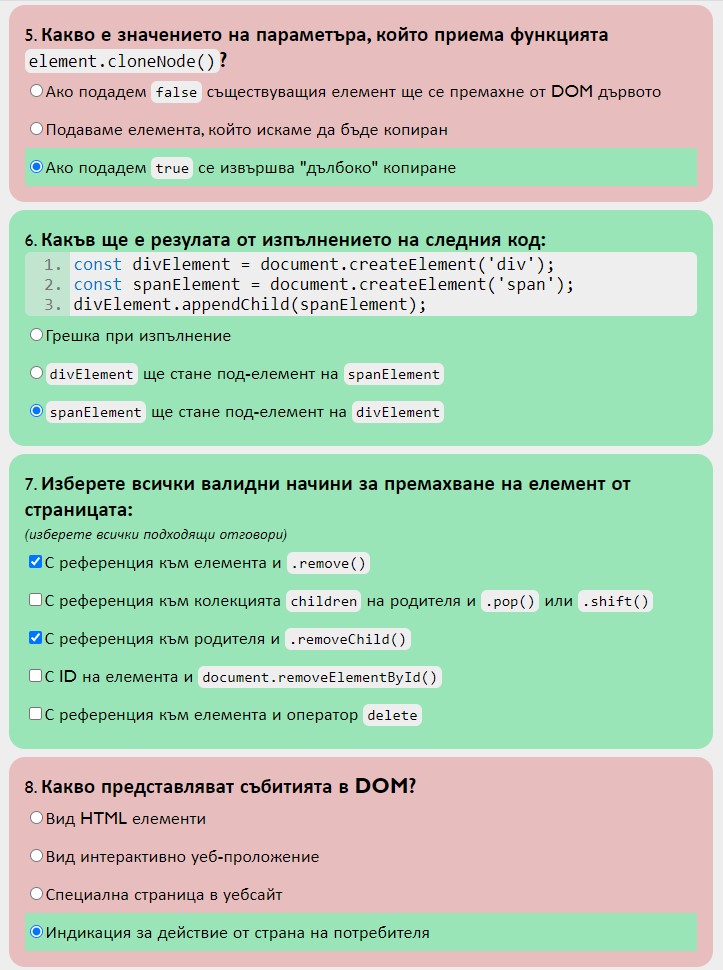 5. Какво е значението на параметъра, който приема функцията
element.cloneNode()?
Ако подадем false съществуващия елемент ще се премахне от DOM дървото
Подаваме елемента, който искаме да бъде копиран
Ако подадем true се извършва "дълбоко" копиране
6. Какъв ще е резулата от изпълнението на следния код:
1. const divElement = document.createElement('div');
2. const spanElement = document.createElement('span');
3. divElement.appendChild(spanElement);
Грешка при изпълнение
divElement ще стане под-елемент на spanElement
spanElement ще стане под-елемент на divElement
7. Изберете всички валидни начини за премахване на елемент от
страницата:
(изберете всички подходящи отговори)
С референция към елемента и .remove()
С референция към колекцията children на родителя и .pop() или .shift()
С референция към родителя и .removeChild()
С ID на елемента и document.removeElementById()
С референция към елемента и оператор delete
8. Какво представляват събитията в DOM?
Вид HTML елементи
Вид интерактивно уеб-проложение
Специална страница в уебсайт
Индикация за действие от страна на потребителя